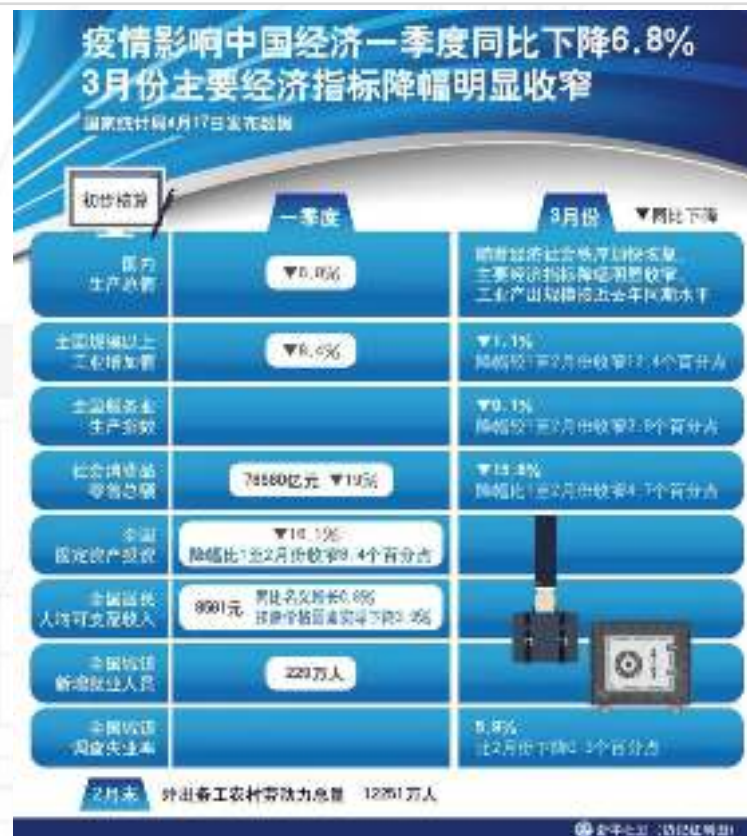 疫情影响中国经济一季度同比下降6.8%
3月份主要经济指标降幅明显收窄
国家统计局4月17日发布数据
初步核算
一季度
3月份 ▼同比下降
国内
生产总值
主要经济指标降幅明显收窄,
工业产出规模接近去年同期水平
全国规模以上
工业增加值
▼8.4%
▼1.1%
降幅较1至2月份收窄12.4个百分点
全国服务业
生产指数
▼9.1%
降幅较1至2月份收窄3.9个百分点
社会消费品
零售总额
78580亿元 ▼19%
▼15.8%
降幅比1至2月份收窄4.7个百分点
全国
固定资产投资
▼16.1%
降幅比1至2月份收窄8.4个百分点
全国居民
人均可支配收入
8561元
同比名义增长0.8%
扣除价格因素实际下降3.9%
全国城镇
新增就业人员
229万人
全国城镇
调查失业率
5.9%
比2月份下降0.3个百分点
2月末 外出务工农村劳动力总量 12251万人